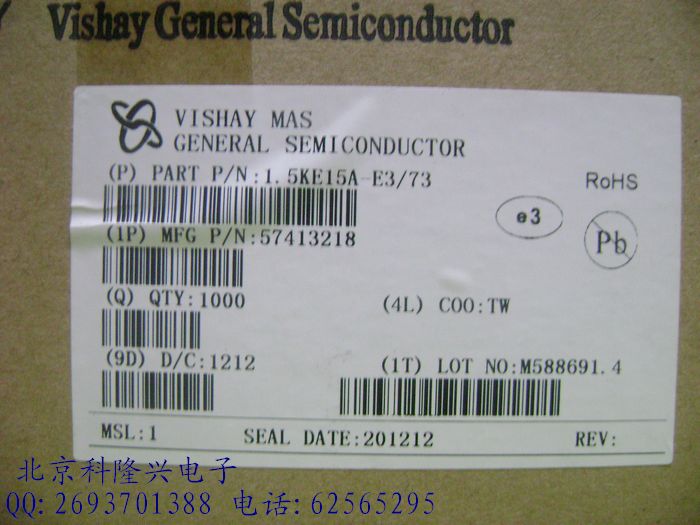 Vishay General Semiconductor
VISHAY MAS
GENERAL SEMICONDUCTOR
(P) PART P/N:1.5KE15A-E3/73
RoHS
e3
(1P) MFG P/N:57413218
Pb
(Q) QTY:1000
(4L) COO:TW
(9D) D/C:1212
(1T) LOT NO:M588691.4
MSL:1
SEAL DATE:201212
REV:
北京科隆兴电子
QQ:2693701388 电话:62565295